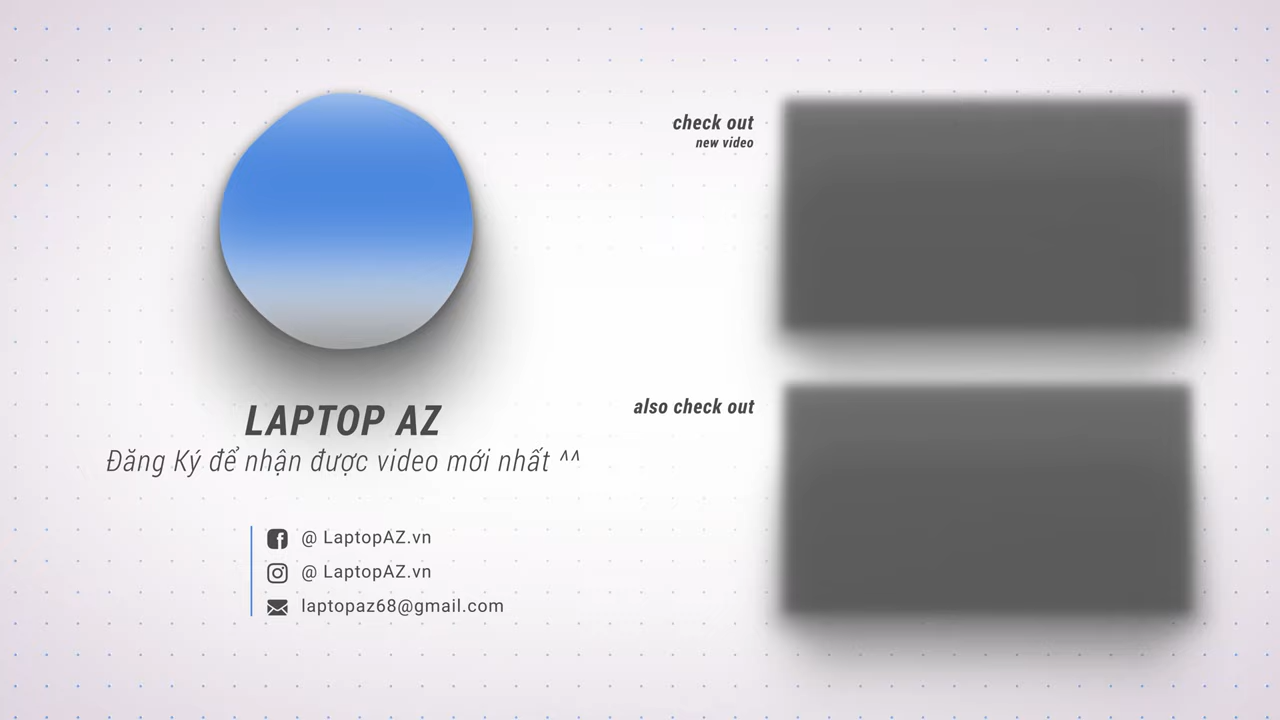 LAPTOP AZ
Đăng Ký để nhận được video mới nhất ^^
@ LaptopAZ.vn
@ LaptopAZ.vn
laptopaz68@gmail.com
check out
new video
also check out